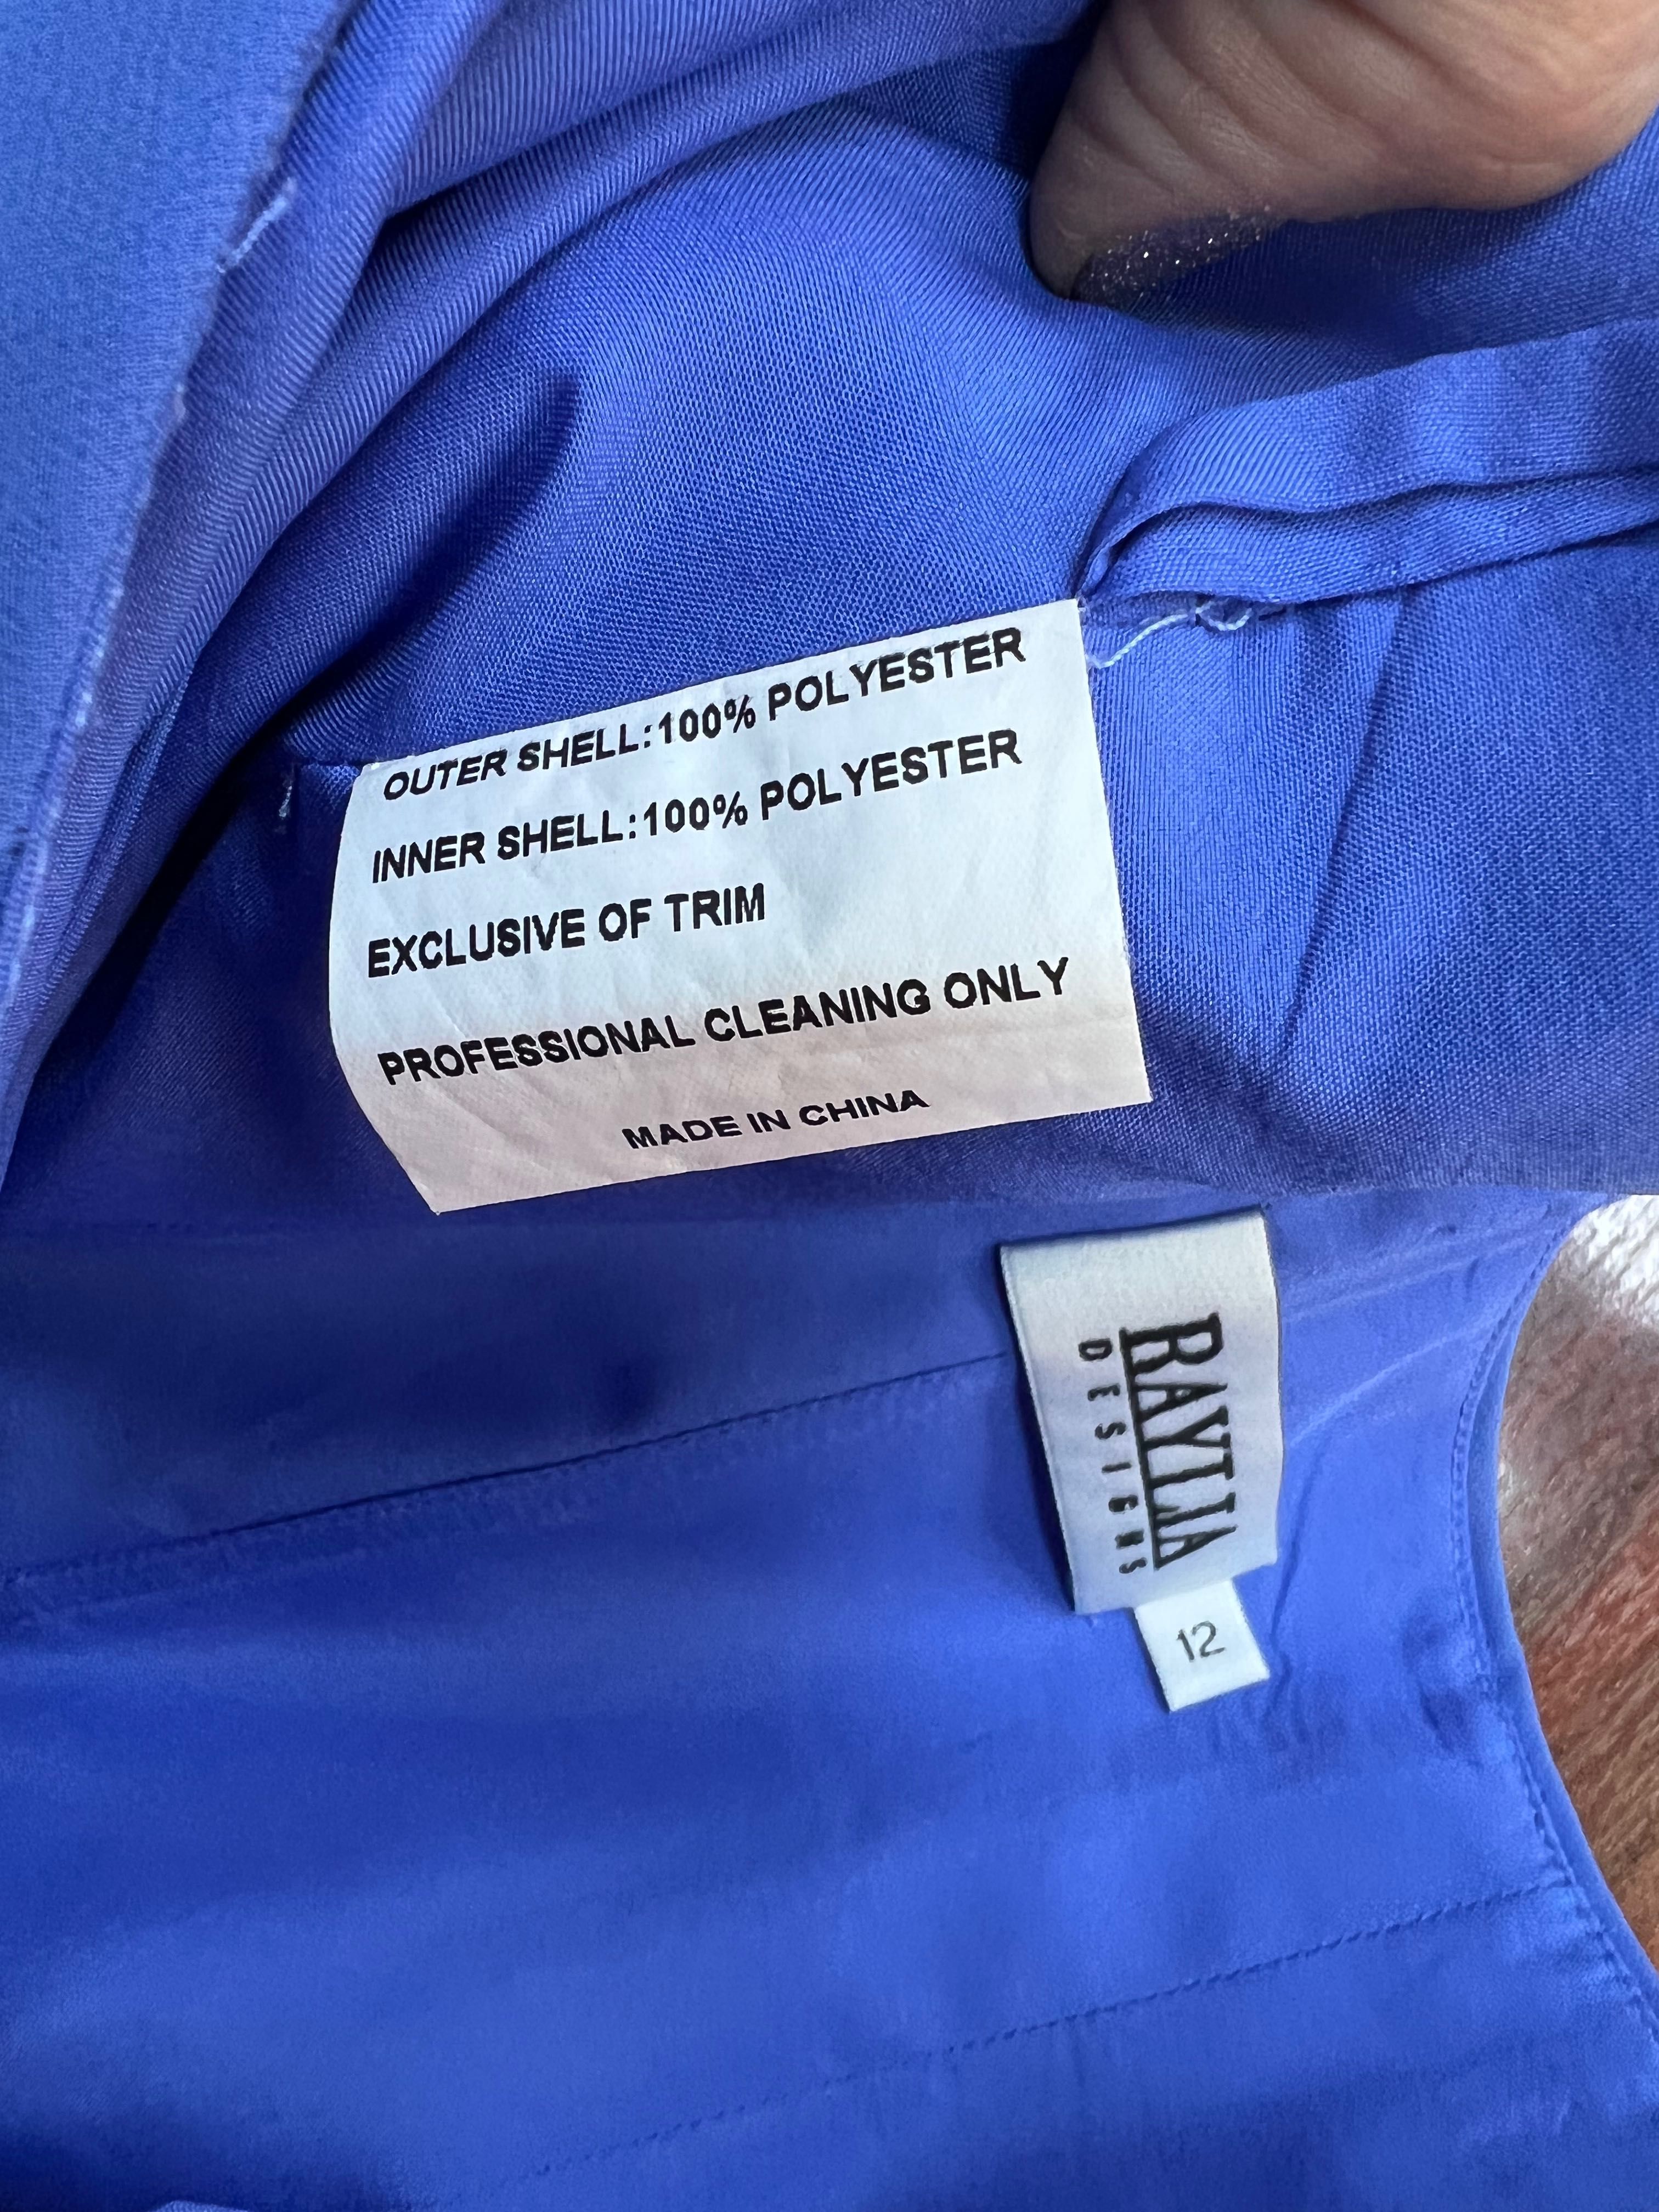 OUTER SHELL:100% POLYESTER
INNER SHELL:100% POLYESTER
EXCLUSIVE OF TRIM
PROFESSIONAL CLEANING ONLY
MADE IN CHINA
RAYLIA
DESIGNS
12